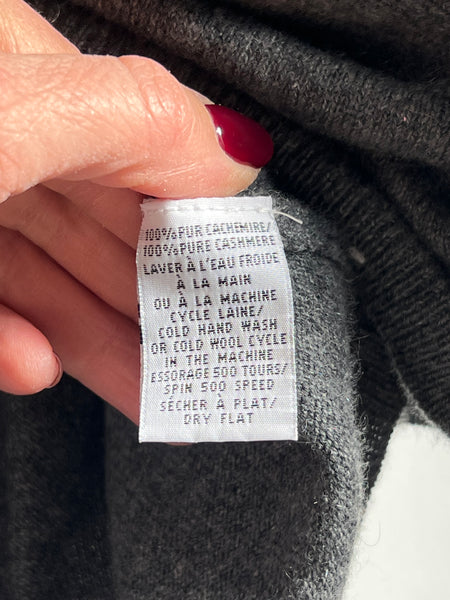 100% PUR CACHEMIRE/
100% PURE CASHMERE
LAVER À L'EAU FROIDE
À LA MAIN
OU À LA MACHINE
CYCLE LAINE/
COLD HAND WASH
OR COLD WOOL CYCLE
IN THE MACHINE
ESSORAGE 500 TOURS/
SPIN 500 SPEED
SÉCHER À PLAT/
DRY FLAT